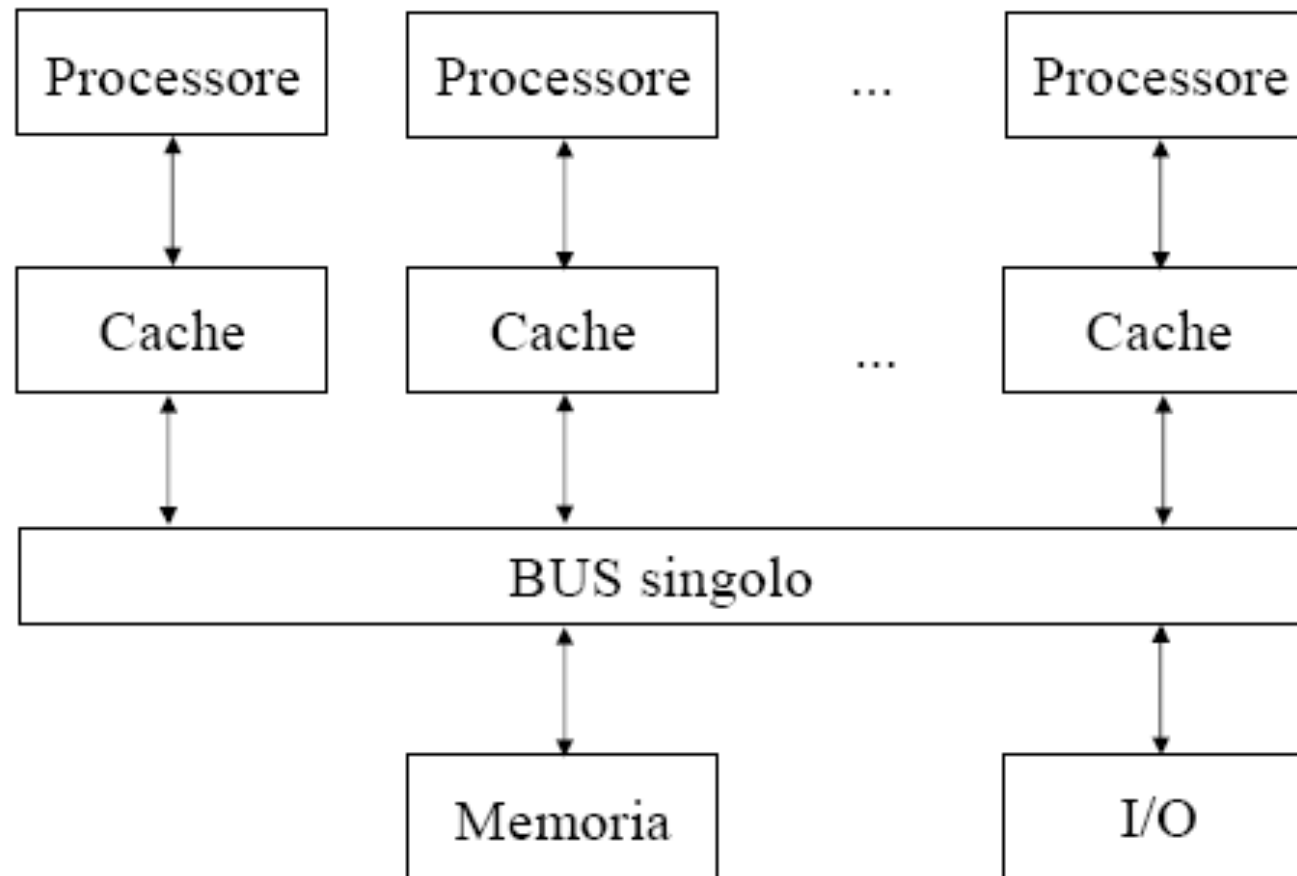 Processore Processore ... Processore
Cache Cache ... Cache
BUS singolo
Memoria I/O